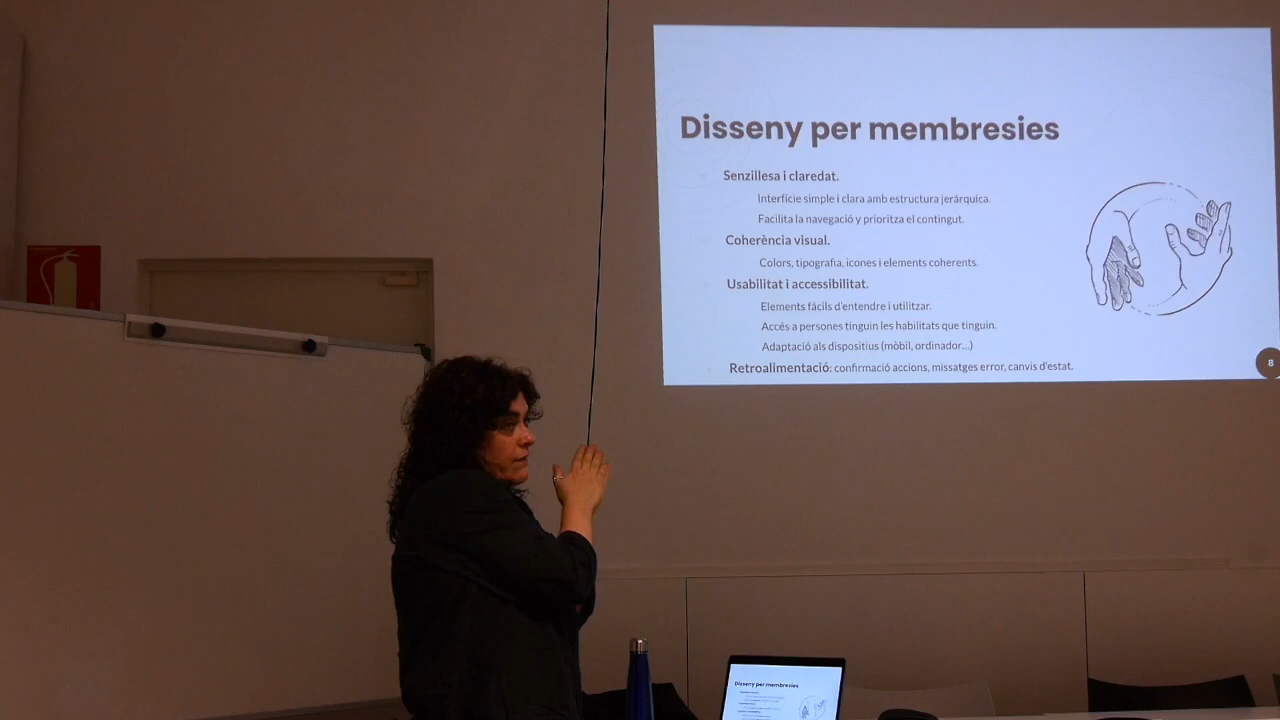 Disseny per membresies
Senzillesa i claredat.
Interfície simple i clara amb estructura jerárquica.
Facilita la navegació y prioritza el contingut.
Coherència visual.
Colors, tipografia, icones i elements coherents.
Usabilitat i accessibilitat.
Elements fácils d'entendre i utilitzar.
Accés a persones tinguin les habilitats que tinguin.
Adaptació als dispositius (mòbil, ordinador...)
Retroalimentació: confirmació accions, missatges error, canvis d'estat.
8
Disseny per membresies